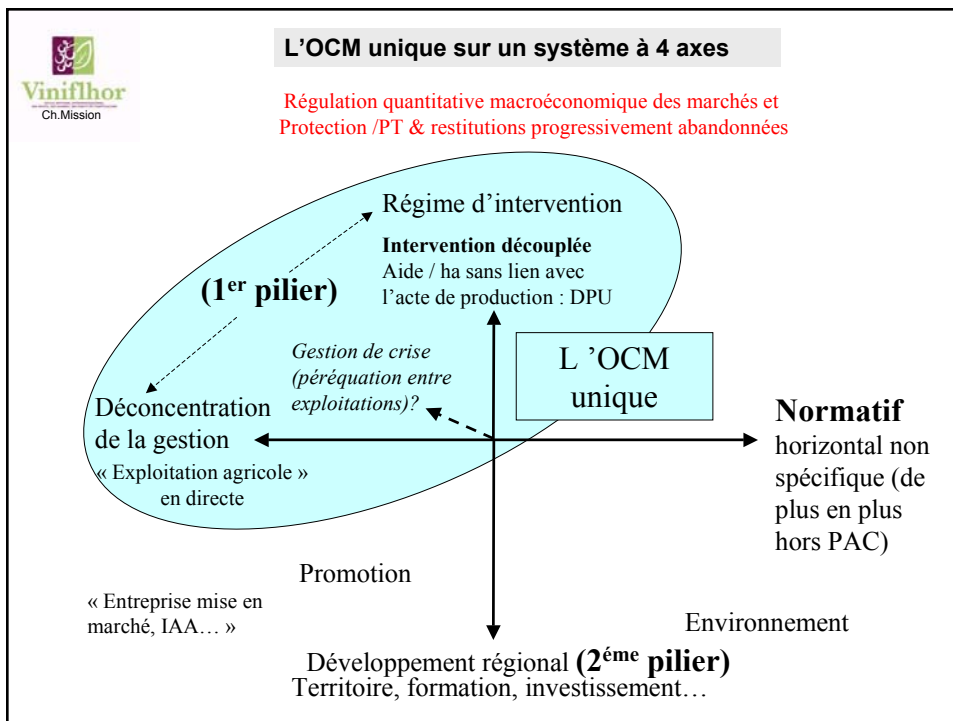 L'OCM unique sur un système à 4 axes
Viniflhor
Ch.Mission
Régulation quantitative macroéconomique des marchés et
Protection /PT & restitutions progressivement abandonnées
Régime d'intervention
Intervention découplée
Aide / ha sans lien avec
l'acte de production : DPU
(1er pilier)
Gestion de crise
(péréquation entre
exploitations)?
L 'OCM
unique
Déconcentration
de la gestion
« Exploitation agricole »
en directe
Normatif
horizontal non
spécifique (de
plus en plus
hors PAC)
Promotion
« Entreprise mise en
marché, IAA… »
Environnement
Développement régional (2éme pilier)
Territoire, formation, investissement…